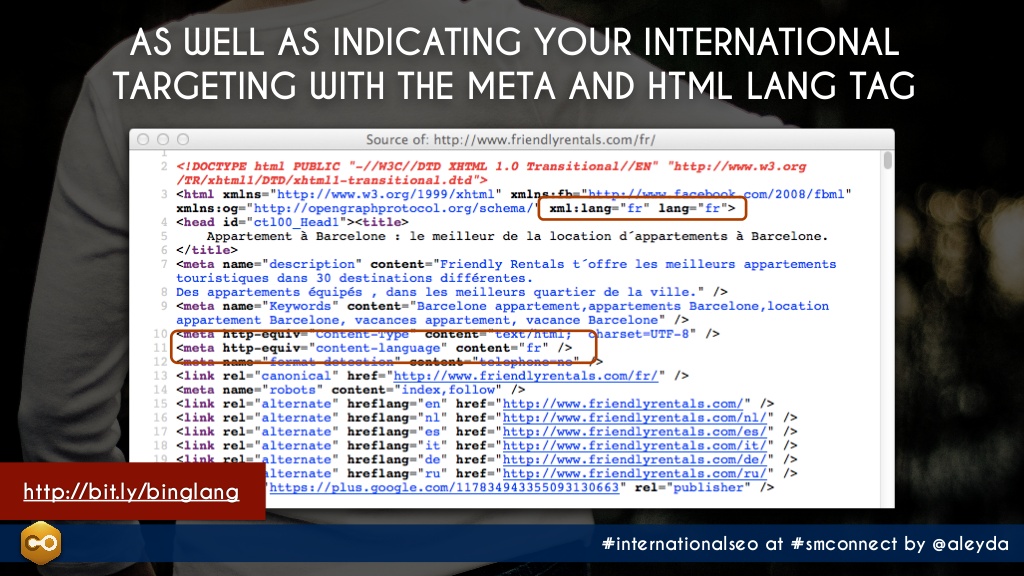 AS WELL AS INDICATING YOUR INTERNATIONAL
TARGETING WITH THE META AND HTML LANG TAG
Source of: http://www.friendlyrentals.com/fr/
1
2 <!DOCTYPE html PUBLIC "-//W3C//DTD XHTML 1.0 Transitional//EN" "http://www.w3.org
/TR/xhtml1/DTD/xhtml1-transitional.dtd">
3 <html xmlns="http://www.w3.org/1999/xhtml" xmlns:fb="http://www.facebook.com/2008/fbml"
xmlns:og="http://opengraphprotocol.org/schema/" xml:lang="fr" lang="fr">
4 <head id="ctl00_Head1"><title>
5 Appartement à Barcelone : le meilleur de la location d´appartements à Barcelone.
6 </title>
7 <meta name="description" content="Friendly Rentals t´offre les meilleurs appartements
touristiques dans 30 destinations différentes.
8 Des appartements équipés , dans les meilleurs quartier de la ville." />
9 <meta name="Keywords" content="Barcelone appartement,appartements Barcelone,location
appartement Barcelone, vacances appartement, vacance Barcelone" />
10 <meta http-equiv="content-Type" content="text/html; charset=UTF-8" />
11 <meta http-equiv="content-language" content="fr" />
12 <meta name="format-detection" content="telephone=no" />
13 <link rel="canonical" href="http://www.friendlyrentals.com/fr/" />
14 <meta name="robots" content="index,follow" />
15 <link rel="alternate" hreflang="en" href="http://www.friendlyrentals.com/" />
16 <link rel="alternate" hreflang="nl" href="http://www.friendlyrentals.com/nl/" />
17 <link rel="alternate" hreflang="es" href="http://www.friendlyrentals.com/es/" />
18 <link rel="alternate" hreflang="it" href="http://www.friendlyrentals.com/it/" />
19 <link rel="alternate" hreflang="de" href="http://www.friendlyrentals.com/de/" />
alternate" hreflang="ru" href="http://www.friendlyrentals.com/ru/" />
"https://plus.google.com/117834943355093130663" rel="publisher" />
http://bit.ly/binglang
#internationalseo at #smconnect by @aleyda